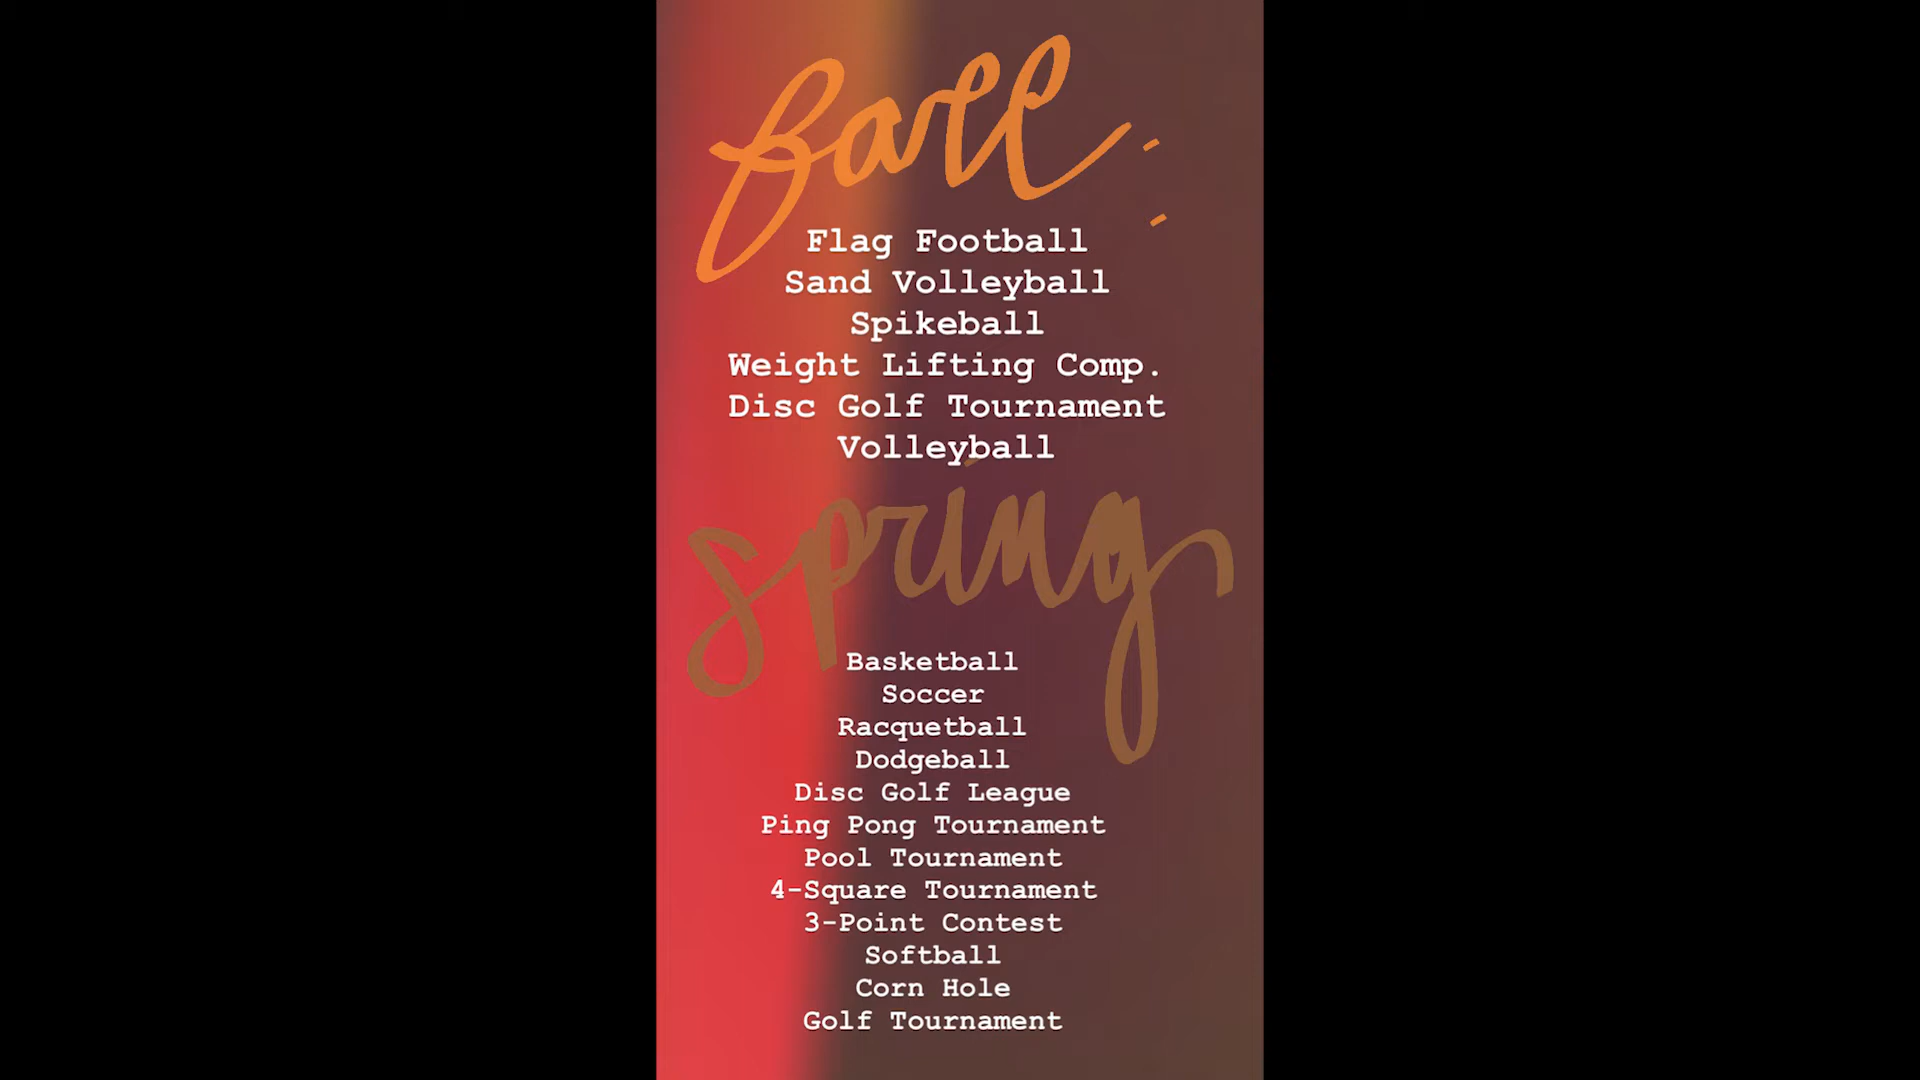 fall:
Flag Football
Sand Volleyball
Spikeball
Weight Lifting Comp.
Disc Golf Tournament
Volleyball
spring
Basketball
Soccer
Racquetball
Dodgeball
Disc Golf League
Ping Pong Tournament
Pool Tournament
4-Square Tournament
3-Point Contest
Softball
Corn Hole
Golf Tournament